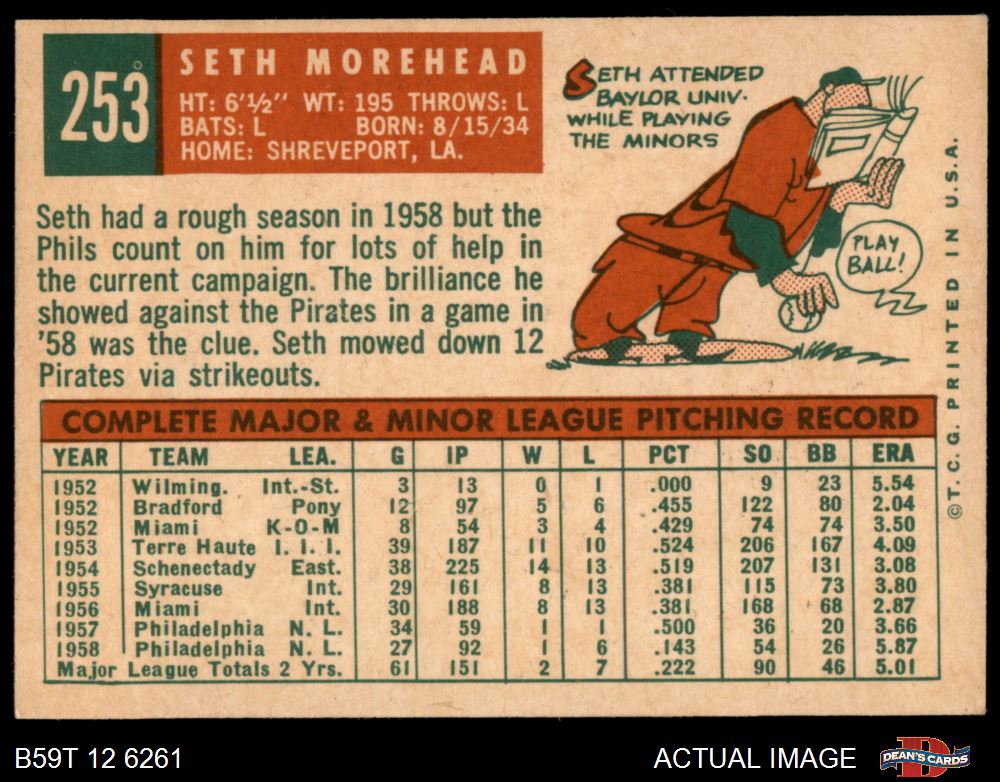 253
SETH MOREHEAD
HT: 6'½" WT: 195 THROWS: L
BATS: L BORN: 8/15/34
HOME: SHREVEPORT, LA.
SETH ATTENDED
BAYLOR UNIV.
WHILE PLAYING
THE MINORS
PLAY
BALL!
Seth had a rough season in 1958 but the
Phils count on him for lots of help in
the current campaign. The brilliance he
showed against the Pirates in a game in
'58 was the clue. Seth mowed down 12
Pirates via strikeouts.
COMPLETE MAJOR & MINOR LEAGUE PITCHING RECORD
YEAR TEAM LEA. G IP W L PCT SO BB ERA
1952 Wilming. Int.-St. 3 13 0 1 .000 9 23 5.54
1952 Bradford Pony 12 97 5 6 .455 122 80 2.04
1952 Miami K-O-M 8 54 3 4 .429 74 74 3.50
1953 Terre Haute I. I. I. 39 187 11 10 .524 206 167 4.09
1954 Schenectady East. 38 225 14 13 .519 207 131 3.08
1955 Syracuse Int. 29 161 8 13 .381 115 73 3.80
1956 Miami Int. 30 188 8 13 .381 168 68 2.87
1957 Philadelphia N. L. 34 59 1 1 .500 36 20 3.66
1958 Philadelphia N. L. 27 92 1 6 .143 54 26 5.87
Major League Totals 2 Yrs. 61 151 2 7 .222 90 46 5.01
©T. C. G. PRINTED IN U.S.A.
B59T 12 6261
ACTUAL IMAGE
DEAN'S CARDS